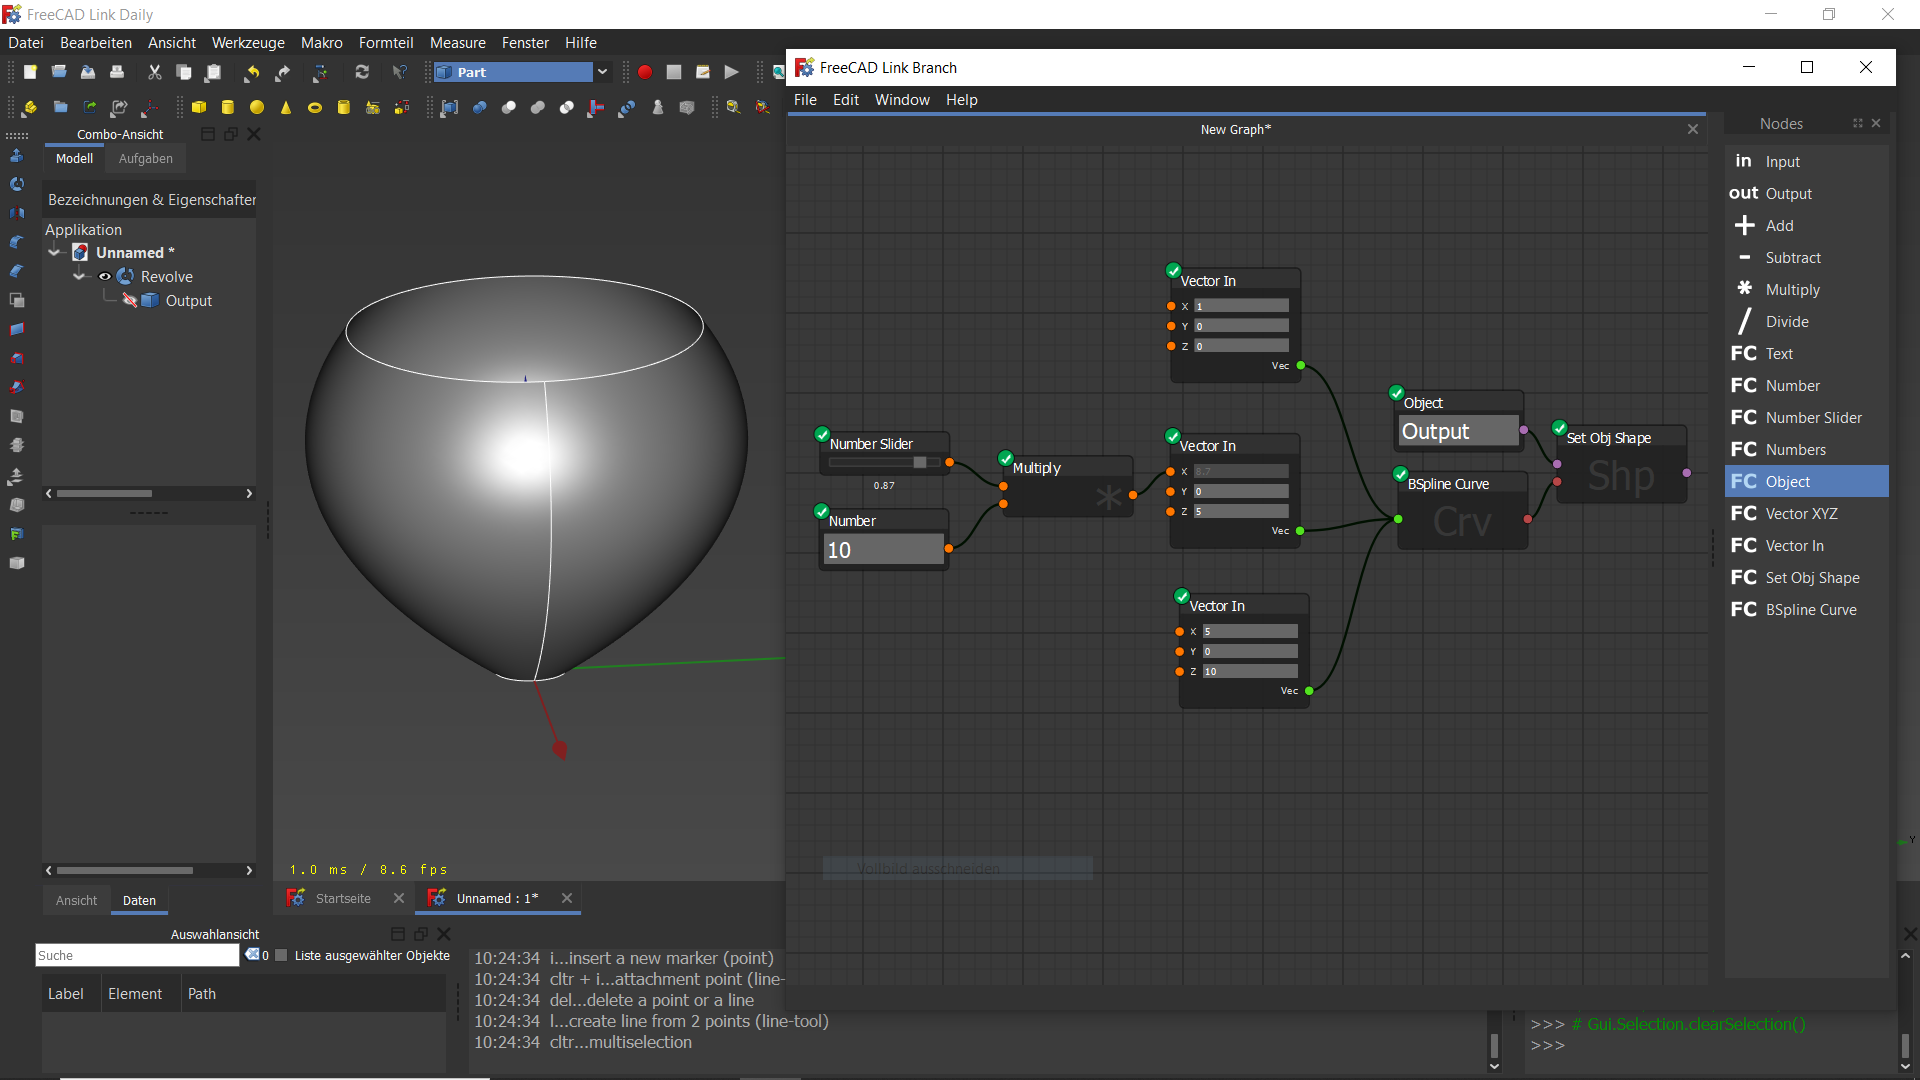 FreeCAD Link Daily
Datei Bearbeiten Ansicht Werkzeuge Makro Formteil Measure Fenster Hilfe
Part
Combo-Ansicht
Modell Aufgaben
Bezeichnungen & Eigenschaften
Applikation
Unnamed *
Revolve
Output
1.0 ms / 8.6 fps
Ansicht Daten
Startseite
Unnamed : 1*
Auswahlansicht
Suche
0
Liste ausgewählter Objekte
Label Element Path
10:24:34 i...insert a new marker (point)
10:24:34 cltr + i...attachment point (line-
10:24:34 del...delete a point or a line
10:24:34 l...create line from 2 points (line-tool)
10:24:34 cltr...multiselection
>>> # Gui.Selection.clearSelection()
>>>
Y
FreeCAD Link Branch
File Edit Window Help
New Graph*
Vector In
X 1
Y 0
Z 0
Vec
Number Slider
0.87
Number
10
Multiply
*
Vector In
X 8.7
Y 0
Z 5
Vec
Vector In
X 5
Y 0
Z 10
Vec
Object
Output
BSpline Curve
Crv
Set Obj Shape
Shp
Vollbild ausschneiden
Nodes
in Input
out Output
+ Add
- Subtract
* Multiply
/ Divide
FC Text
FC Number
FC Number Slider
FC Numbers
FC Object
FC Vector XYZ
FC Vector In
FC Set Obj Shape
FC BSpline Curve